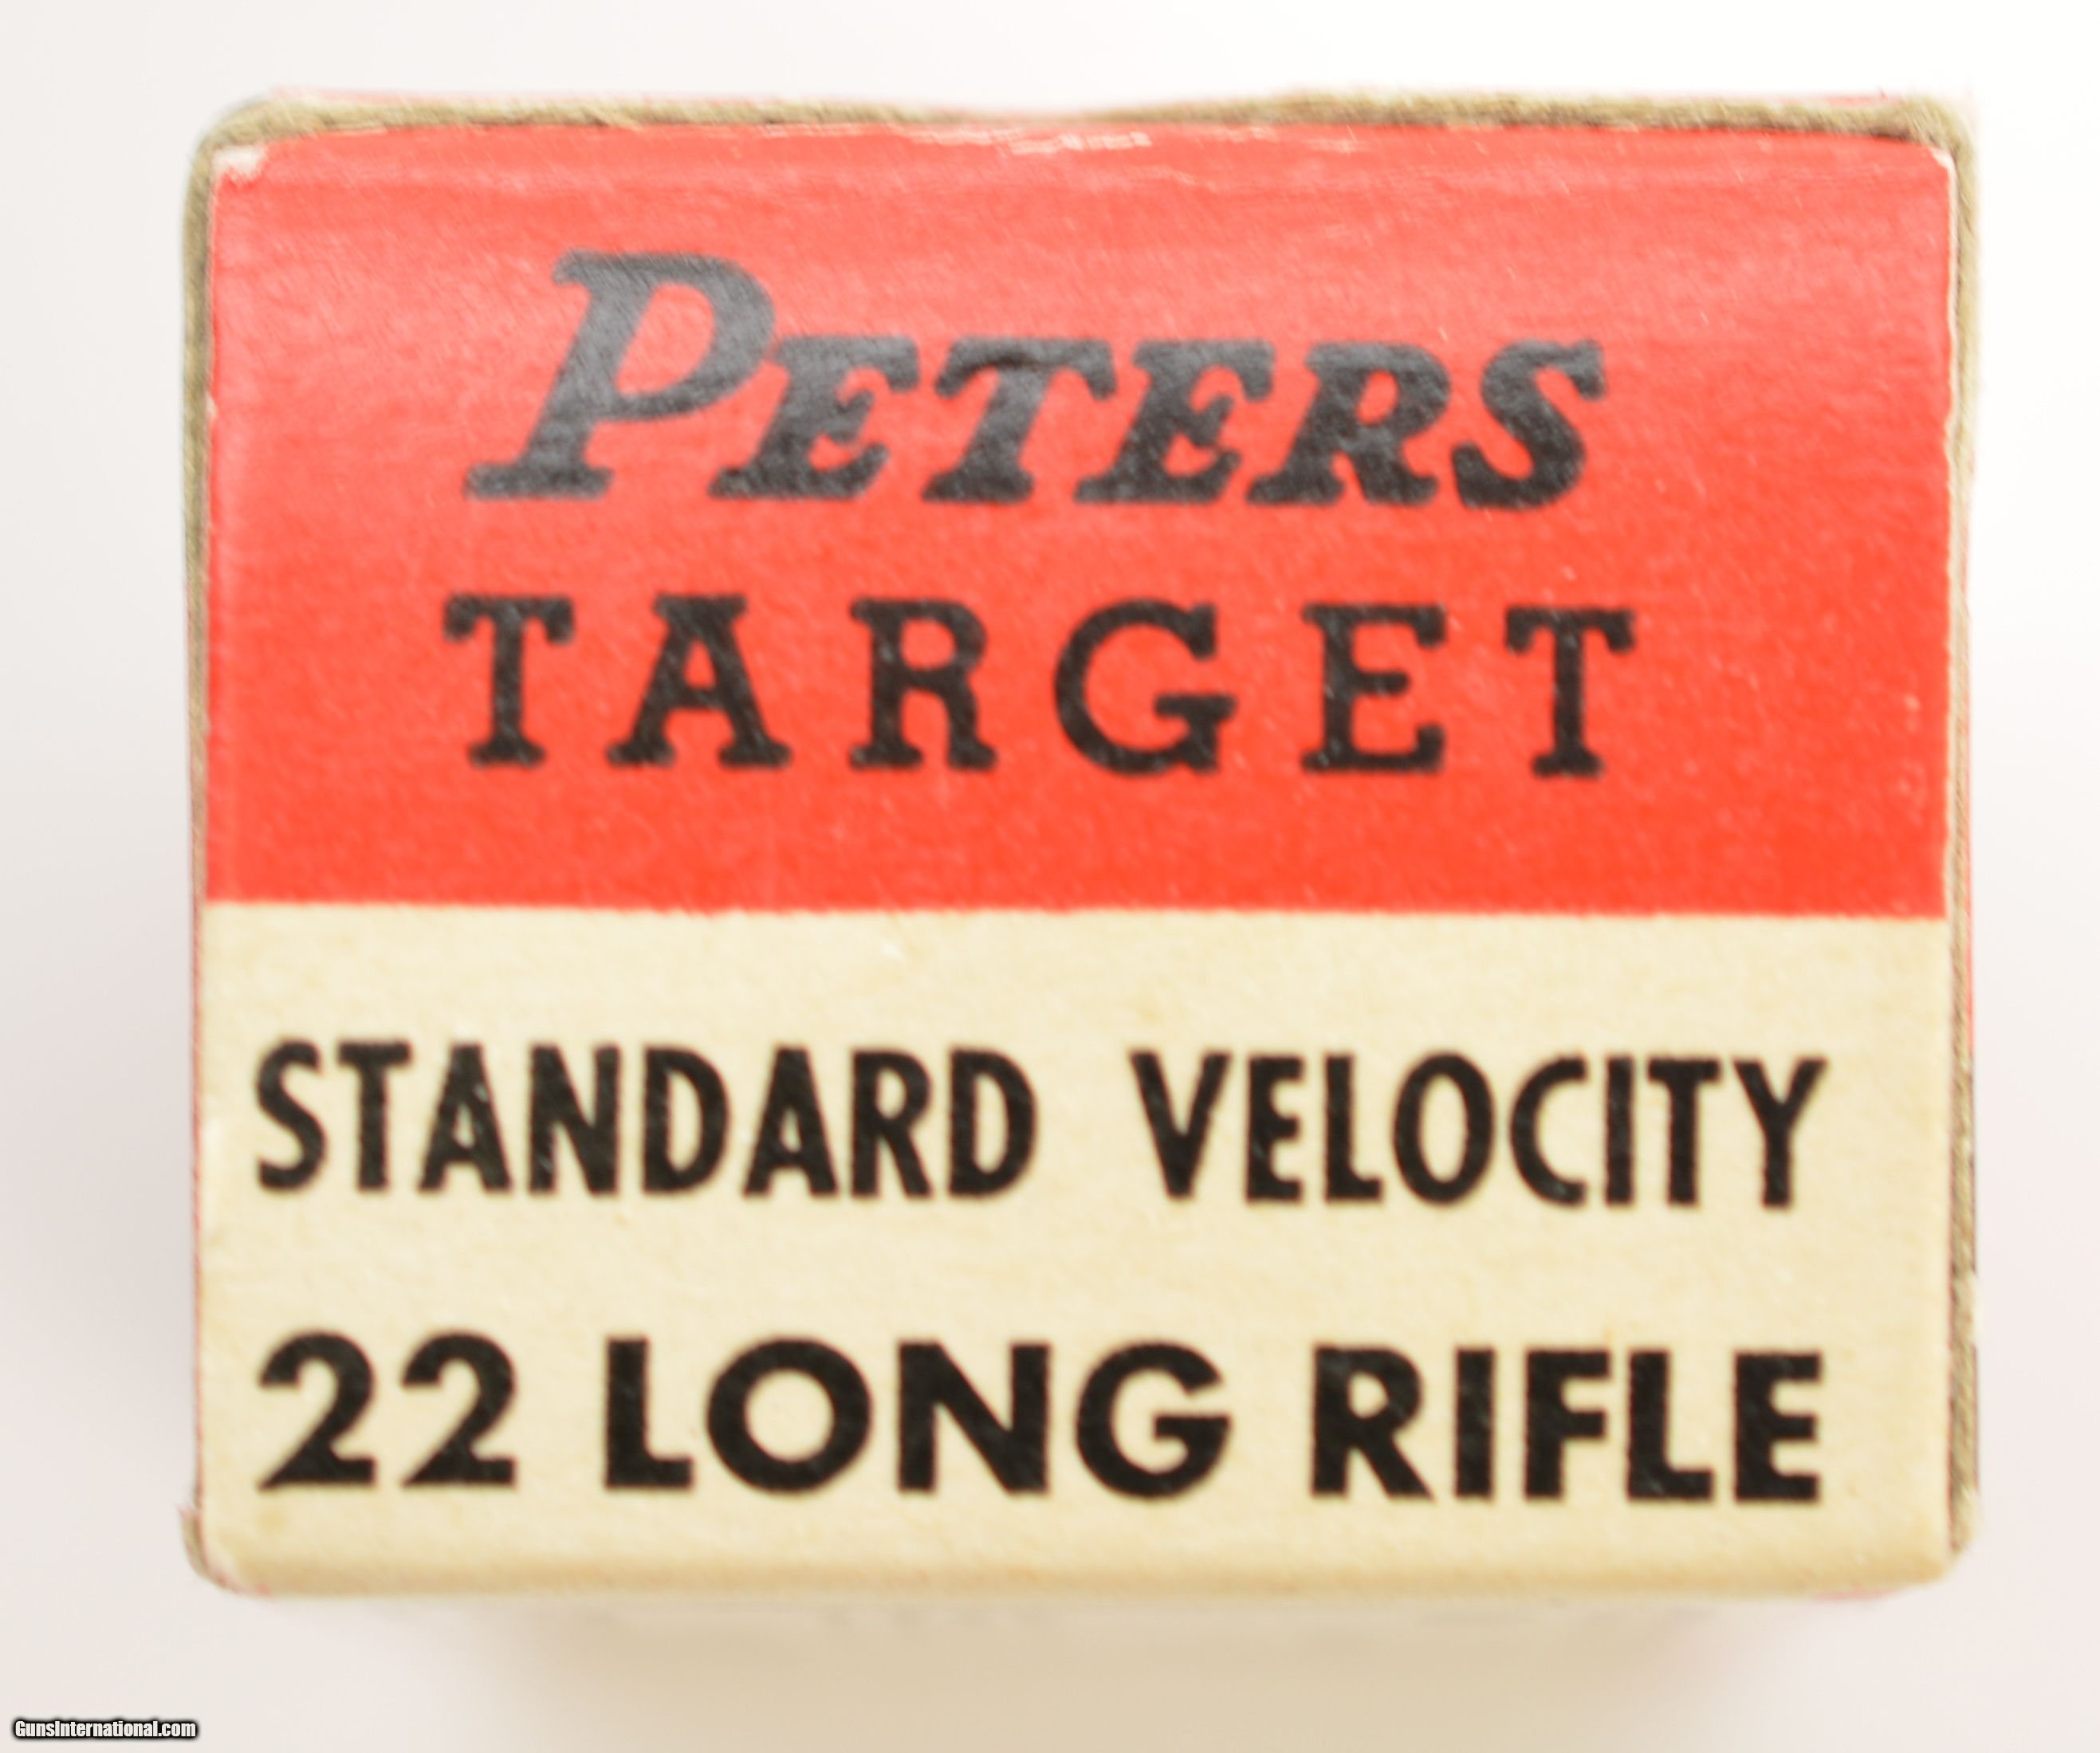 PETERS
TARGET
STANDARD VELOCITY
22 LONG RIFLE
GunsInternational.com